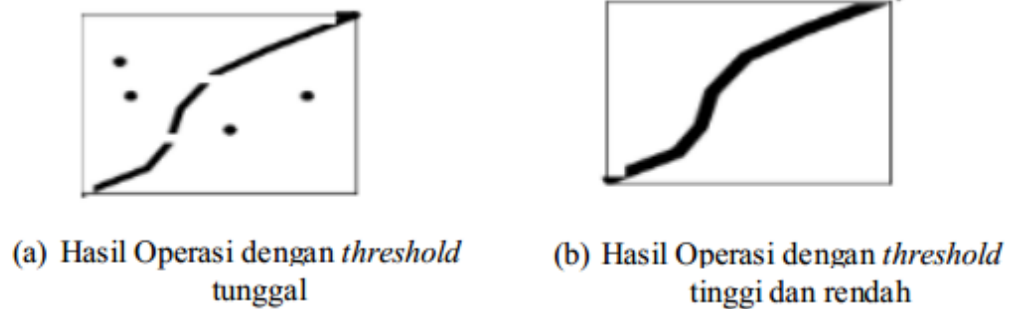 (a) Hasil Operasi dengan threshold
tunggal
(b) Hasil Operasi dengan threshold
tinggi dan rendah